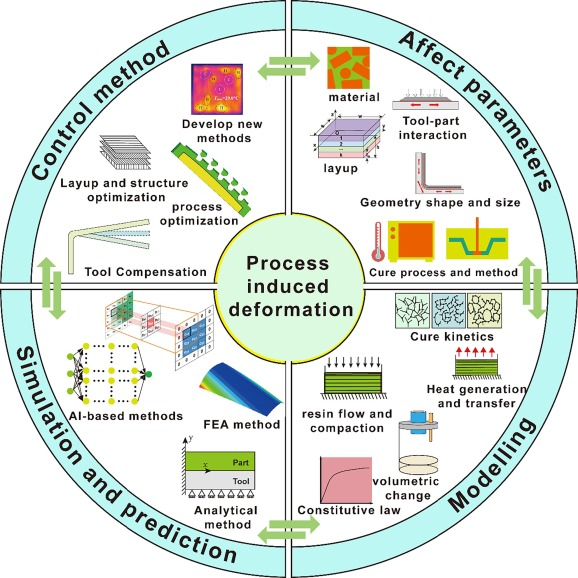 Control method
Affect parameters
Develop new
methods
Layup and structure
optimization
process
optimization
Tool Compensation
material
Tool-part
interaction
layup
Geometry shape and size
Cure process and method
Process
induced
deformation
Cure kinetics
Heat generation
and transfer
resin flow and
compaction
volumetric
change
Constitutive law
AI-based methods
FEA method
y
x
Part
Tool
Analytical
method
Simulation and prediction
Modelling